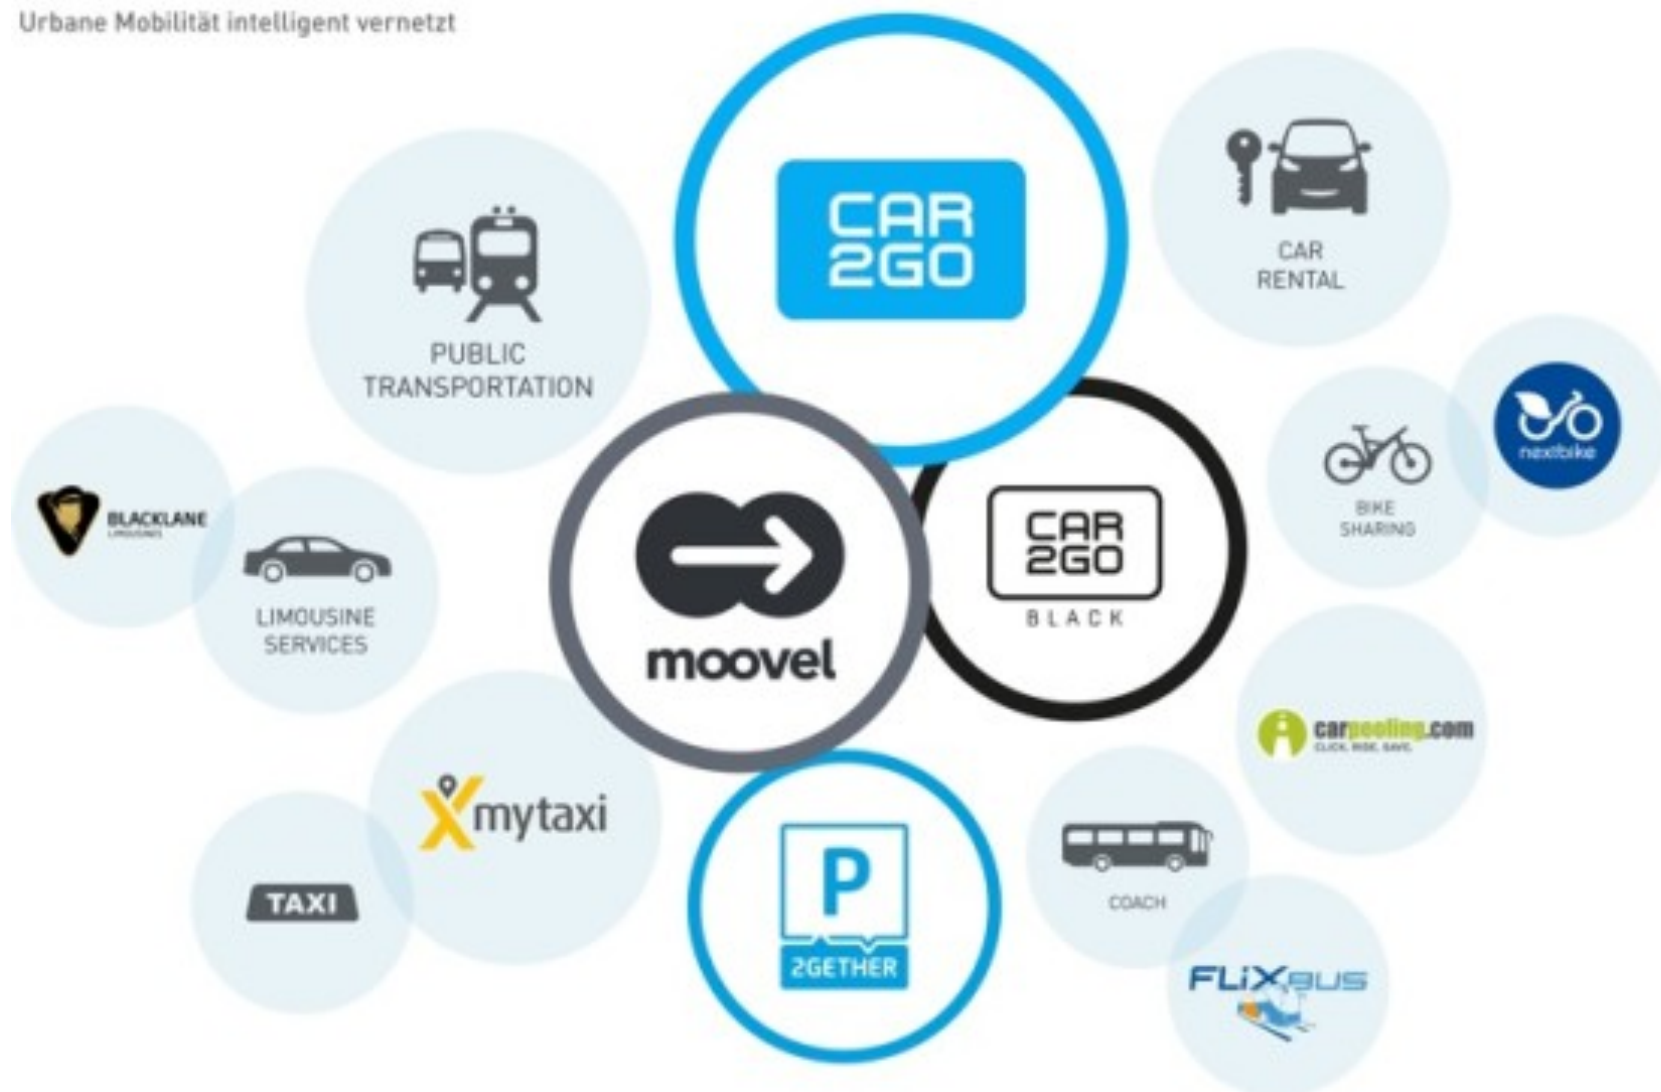 Urbane Mobilität intelligent vernetzt
CAR
2GO
CAR
RENTAL
PUBLIC
TRANSPORTATION
BLACKLANE
LIMOUSINES
LIMOUSINE
SERVICES
moovel
CAR
2GO
BLACK
BIKE
SHARING
nextbike
mytaxi
TAXI
P
2GETHER
carpooling.com
CLICK. RIDE. SAVE.
COACH
FLiXBUS